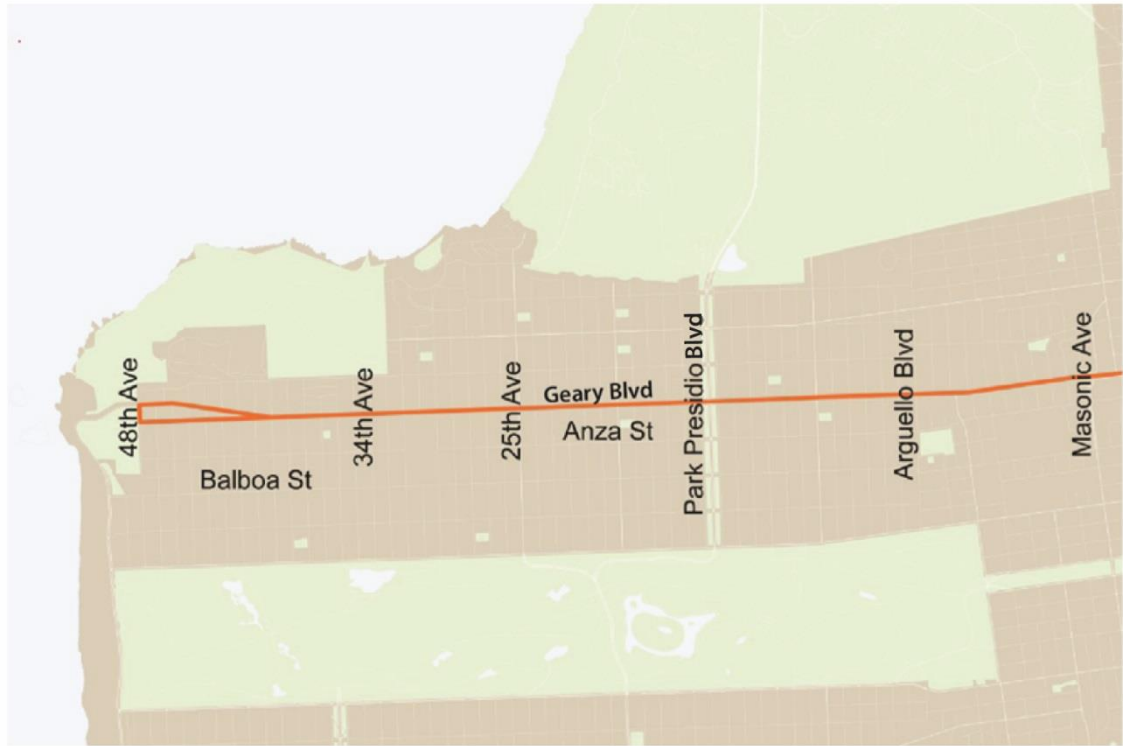 48th Ave
Balboa St
34th Ave
25th Ave
Geary Blvd
Anza St
Park Presidio Blvd
Arguello Blvd
Masonic Ave